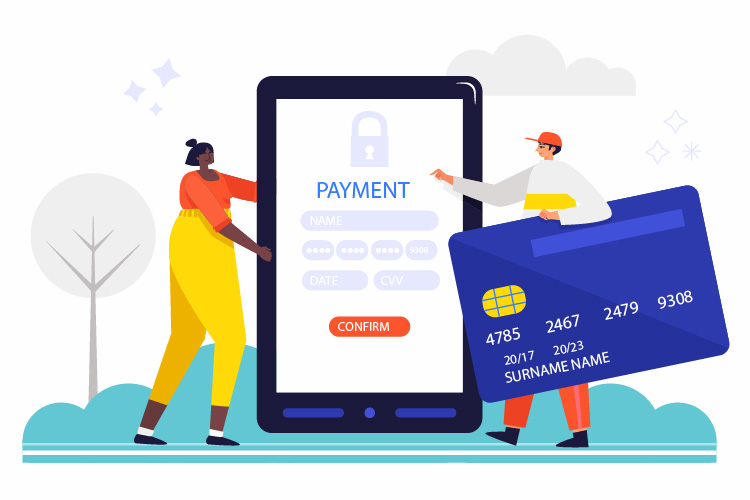 PAYMENT
NAME
•••• •••• •••• 9308
DATE CVV
CONFIRM
4785 2467 2479 9308
20/17 20/23
SURNAME NAME